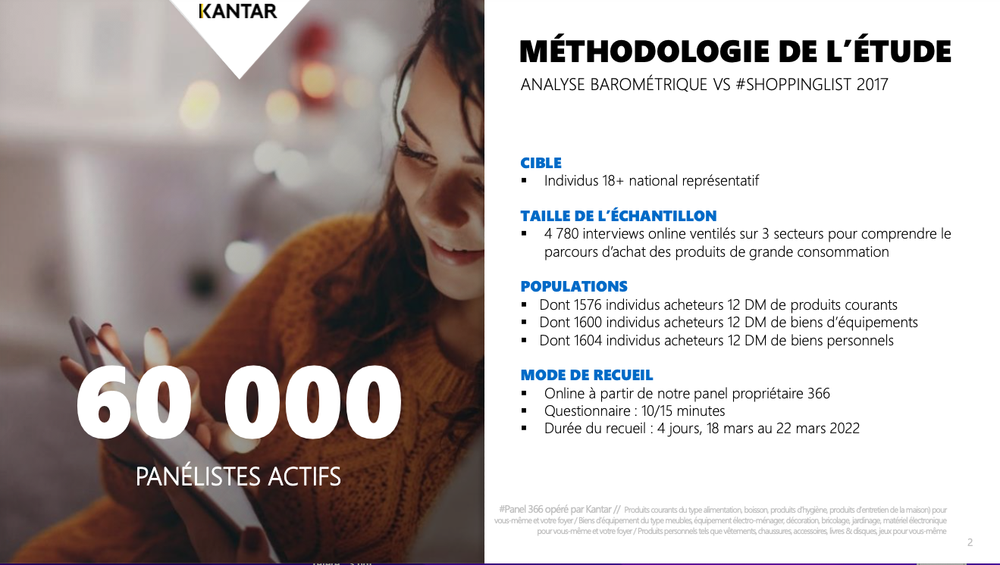 KANTAR
MÉTHODOLOGIE DE L’ÉTUDE
ANALYSE BAROMÉTRIQUE VS #SHOPPINGLIST 2017
CIBLE
▪ Individus 18+ national représentatif
TAILLE DE L’ÉCHANTILLON
▪ 4 780 interviews online ventilés sur 3 secteurs pour comprendre le
parcours d’achat des produits de grande consommation
POPULATIONS
▪ Dont 1576 individus acheteurs 12 DM de produits courants
▪ Dont 1600 individus acheteurs 12 DM de biens d’équipements
▪ Dont 1604 individus acheteurs 12 DM de biens personnels
MODE DE RECUEIL
▪ Online à partir de notre panel propriétaire 366
▪ Questionnaire : 10/15 minutes
▪ Durée du recueil : 4 jours, 18 mars au 22 mars 2022
60 000
PANÉLISTES ACTIFS
#Panel 366 opéré par Kantar // Produits courants du type alimentation, boisson, produits d’hygiène, produits d’entretien de la maison) pour
vous-même et votre foyer / Biens d’équipement du type meubles, équipement électro-ménager, décoration, bricolage, jardinage, matériel électronique
pour vous-même et votre foyer / Produits personnels tels que vêtements, chaussures, accessoires, livres & disques, jeux pour vous-même
2